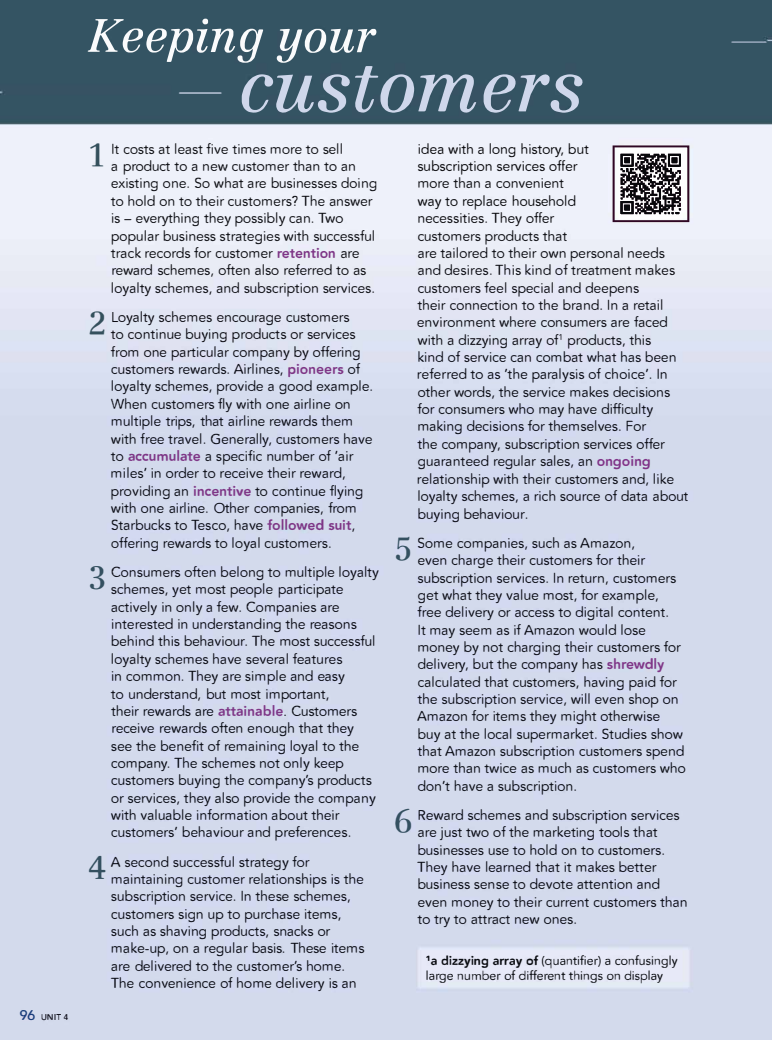 Keeping your
customers
1 It costs at least five times more to sell
a product to a new customer than to an
existing one. So what are businesses doing
to hold on to their customers? The answer
is – everything they possibly can. Two
popular business strategies with successful
track records for customer retention are
reward schemes, often also referred to as
loyalty schemes, and subscription services.
2 Loyalty schemes encourage customers
to continue buying products or services
from one particular company by offering
customers rewards. Airlines, pioneers of
loyalty schemes, provide a good example.
When customers fly with one airline on
multiple trips, that airline rewards them
with free travel. Generally, customers have
to accumulate a specific number of ‘air
miles’ in order to receive their reward,
providing an incentive to continue flying
with one airline. Other companies, from
Starbucks to Tesco, have followed suit,
offering rewards to loyal customers.
3 Consumers often belong to multiple loyalty
schemes, yet most people participate
actively in only a few. Companies are
interested in understanding the reasons
behind this behaviour. The most successful
loyalty schemes have several features
in common. They are simple and easy
to understand, but most important,
their rewards are attainable. Customers
receive rewards often enough that they
see the benefit of remaining loyal to the
company. The schemes not only keep
customers buying the company’s products
or services, they also provide the company
with valuable information about their
customers’ behaviour and preferences.
4 A second successful strategy for
maintaining customer relationships is the
subscription service. In these schemes,
customers sign up to purchase items,
such as shaving products, snacks or
make-up, on a regular basis. These items
are delivered to the customer’s home.
The convenience of home delivery is an
idea with a long history, but
subscription services offer
more than a convenient
way to replace household
necessities. They offer
customers products that
are tailored to their own personal needs
and desires. This kind of treatment makes
customers feel special and deepens
their connection to the brand. In a retail
environment where consumers are faced
with a dizzying array of¹ products, this
kind of service can combat what has been
referred to as ‘the paralysis of choice’. In
other words, the service makes decisions
for consumers who may have difficulty
making decisions for themselves. For
the company, subscription services offer
guaranteed regular sales, an ongoing
relationship with their customers and, like
loyalty schemes, a rich source of data about
buying behaviour.
5 Some companies, such as Amazon,
even charge their customers for their
subscription services. In return, customers
get what they value most, for example,
free delivery or access to digital content.
It may seem as if Amazon would lose
money by not charging their customers for
delivery, but the company has shrewdly
calculated that customers, having paid for
the subscription service, will even shop on
Amazon for items they might otherwise
buy at the local supermarket. Studies show
that Amazon subscription customers spend
more than twice as much as customers who
don’t have a subscription.
6 Reward schemes and subscription services
are just two of the marketing tools that
businesses use to hold on to customers.
They have learned that it makes better
business sense to devote attention and
even money to their current customers than
to try to attract new ones.
¹a dizzying array of (quantifier) a confusingly
large number of different things on display
96 UNIT 4